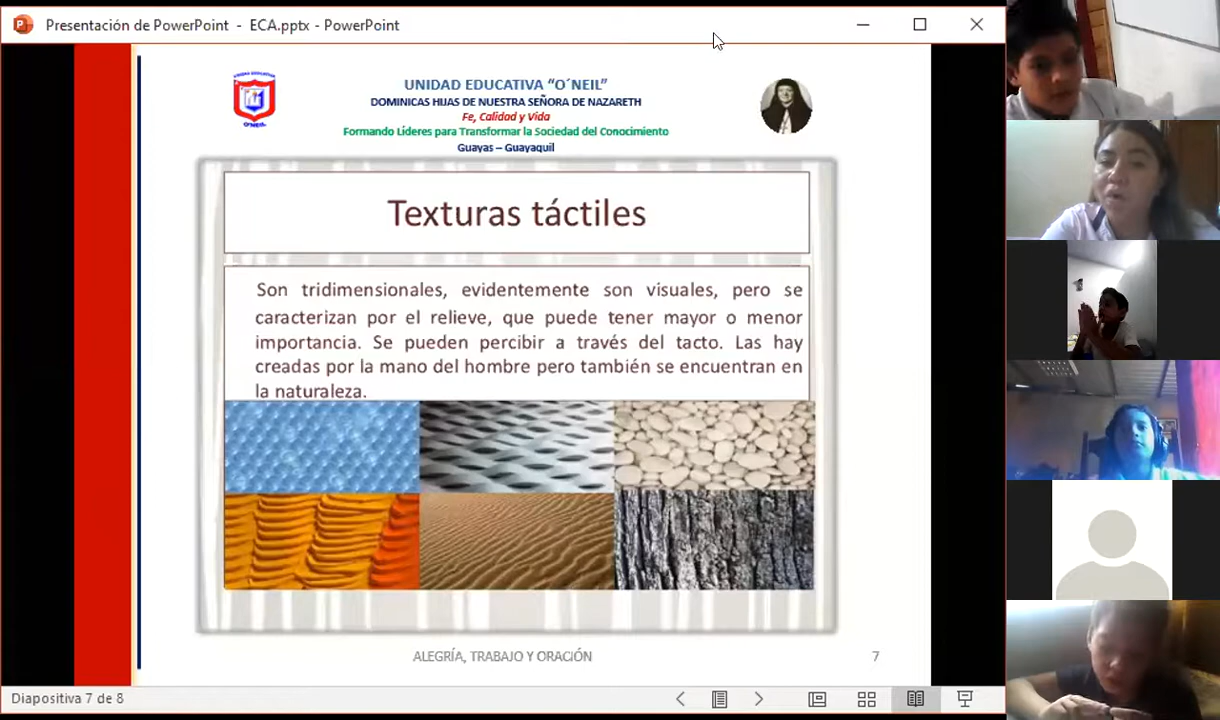 Presentación de PowerPoint - ECA.pptx - PowerPoint
UNIDAD EDUCATIVA
O´NEIL
UNIDAD EDUCATIVA “O´NEIL”
DOMINICAS HIJAS DE NUESTRA SEÑORA DE NAZARETH
Fe, Calidad y Vida
Formando Líderes para Transformar la Sociedad del Conocimiento
Guayas – Guayaquil
Texturas táctiles
Son tridimensionales, evidentemente son visuales, pero se
caracterizan por el relieve, que puede tener mayor o menor
importancia. Se pueden percibir a través del tacto. Las hay
creadas por la mano del hombre pero también se encuentran en
la naturaleza.
ALEGRÍA, TRABAJO Y ORACIÓN
7
Diapositiva 7 de 8